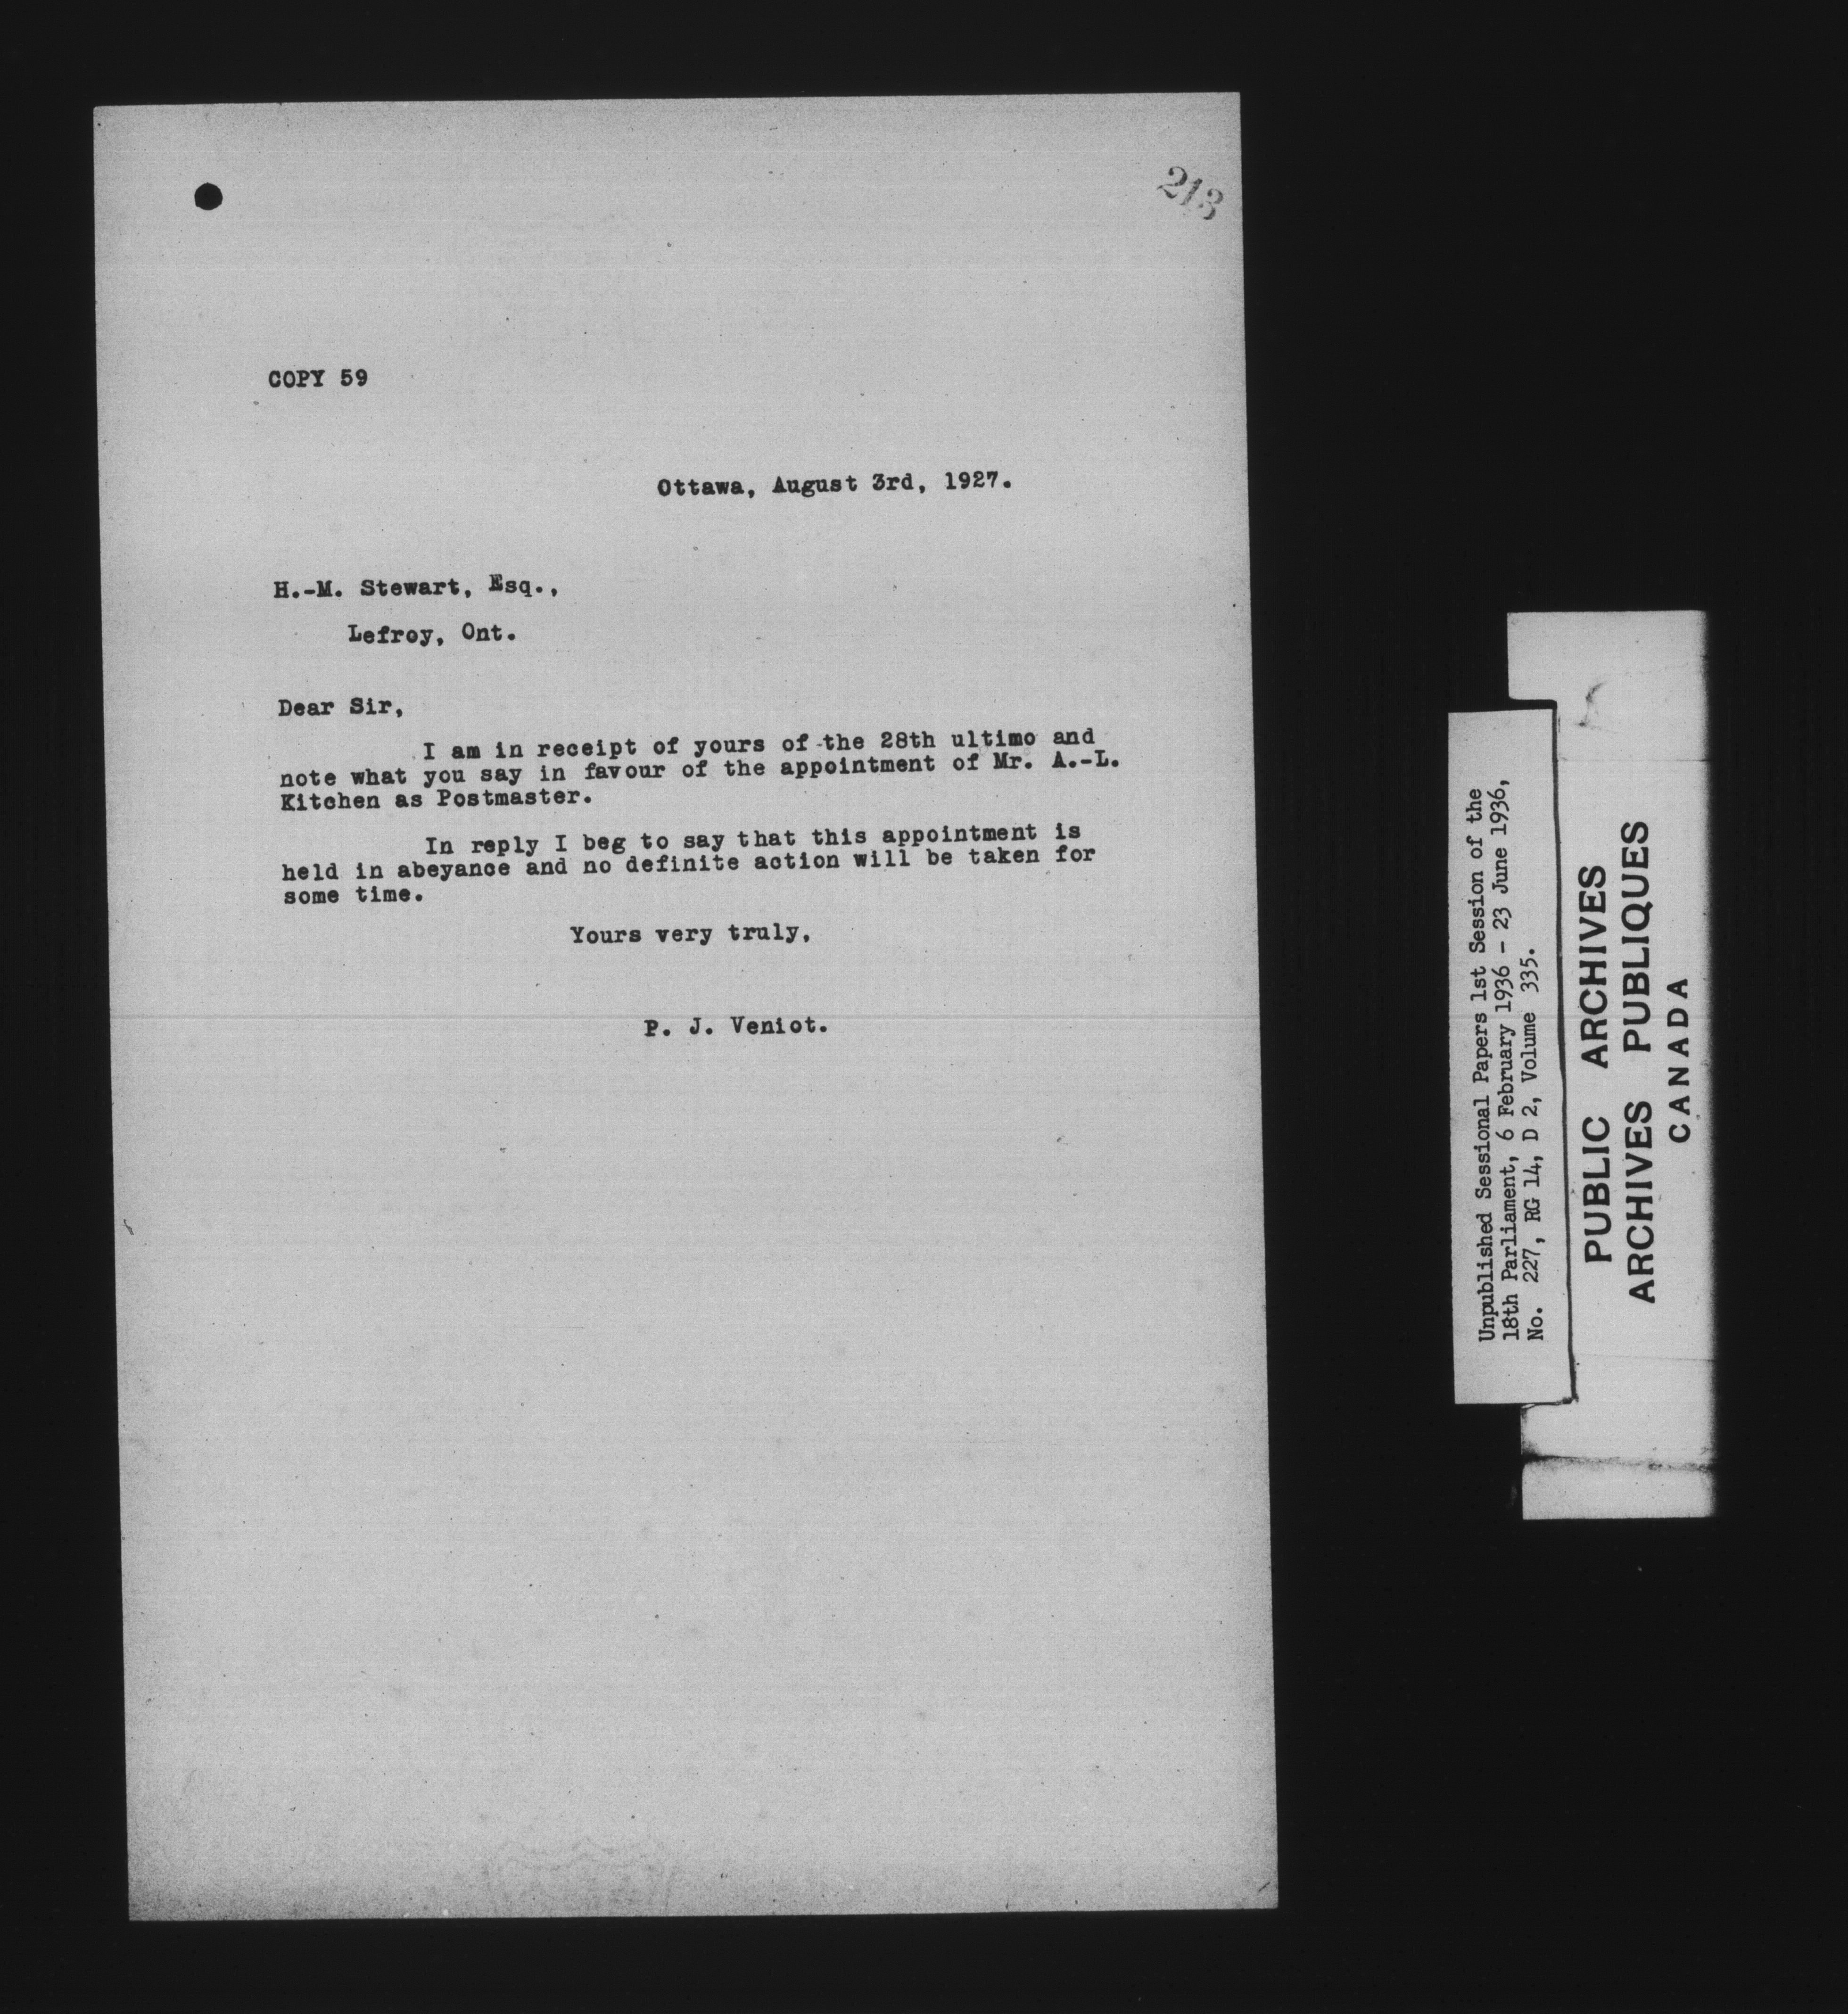 213
COPY 59
Ottawa, August 3rd, 1927.
H.-M. Stewart, Esq.,
Lefroy, Ont.
Dear Sir,
I am in receipt of yours of the 28th ultimo and
note what you say in favour of the appointment of Mr. A.-L.
Kitchen as Postmaster.
In reply I beg to say that this appointment is
held in abeyance and no definite action will be taken for
some time.
Yours very truly,
P. J. Veniot.
Unpublished Sessional Papers 1st Session of the
18th Parliament, 6 February 1936 - 23 June 1936,
No. 227, RG 14, D 2, Volume 335.
PUBLIC ARCHIVES
ARCHIVES PUBLIQUES
CANADA